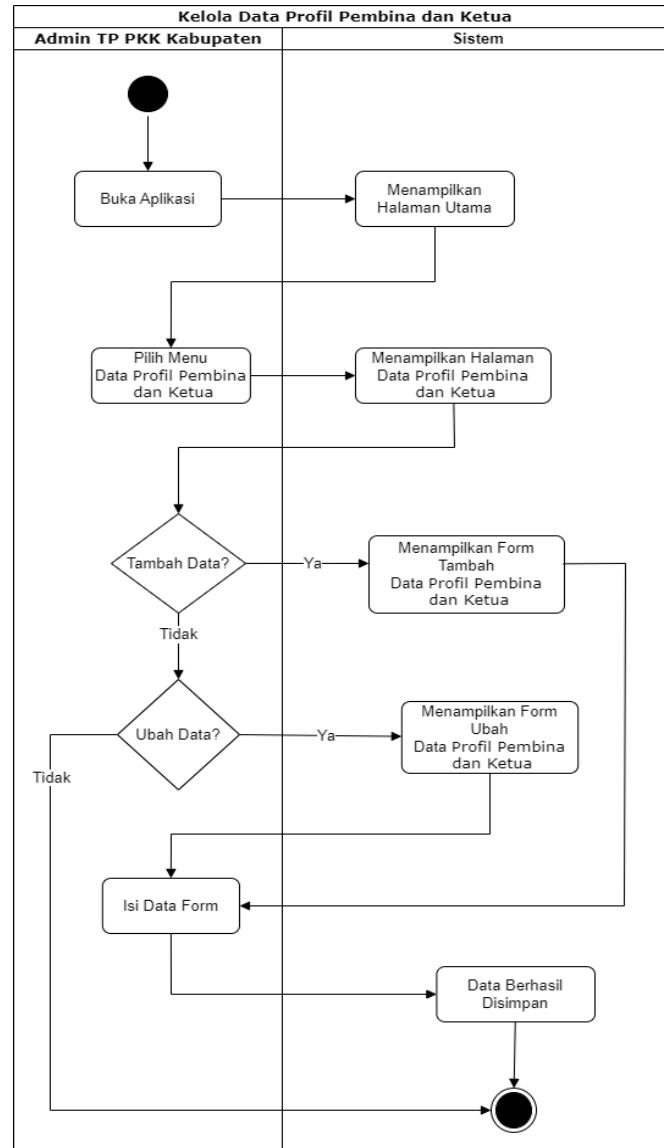 Kelola Data Profil Pembina dan Ketua
Admin TP PKK Kabupaten
Sistem
Buka Aplikasi
Menampilkan
Halaman Utama
Pilih Menu
Data Profil Pembina
dan Ketua
Menampilkan Halaman
Data Profil Pembina
dan Ketua
Tambah Data?
Ya
Menampilkan Form
Tambah
Data Profil Pembina
dan Ketua
Tidak
Ubah Data?
Ya
Menampilkan Form
Ubah
Data Profil Pembina
dan Ketua
Tidak
Isi Data Form
Data Berhasil
Disimpan